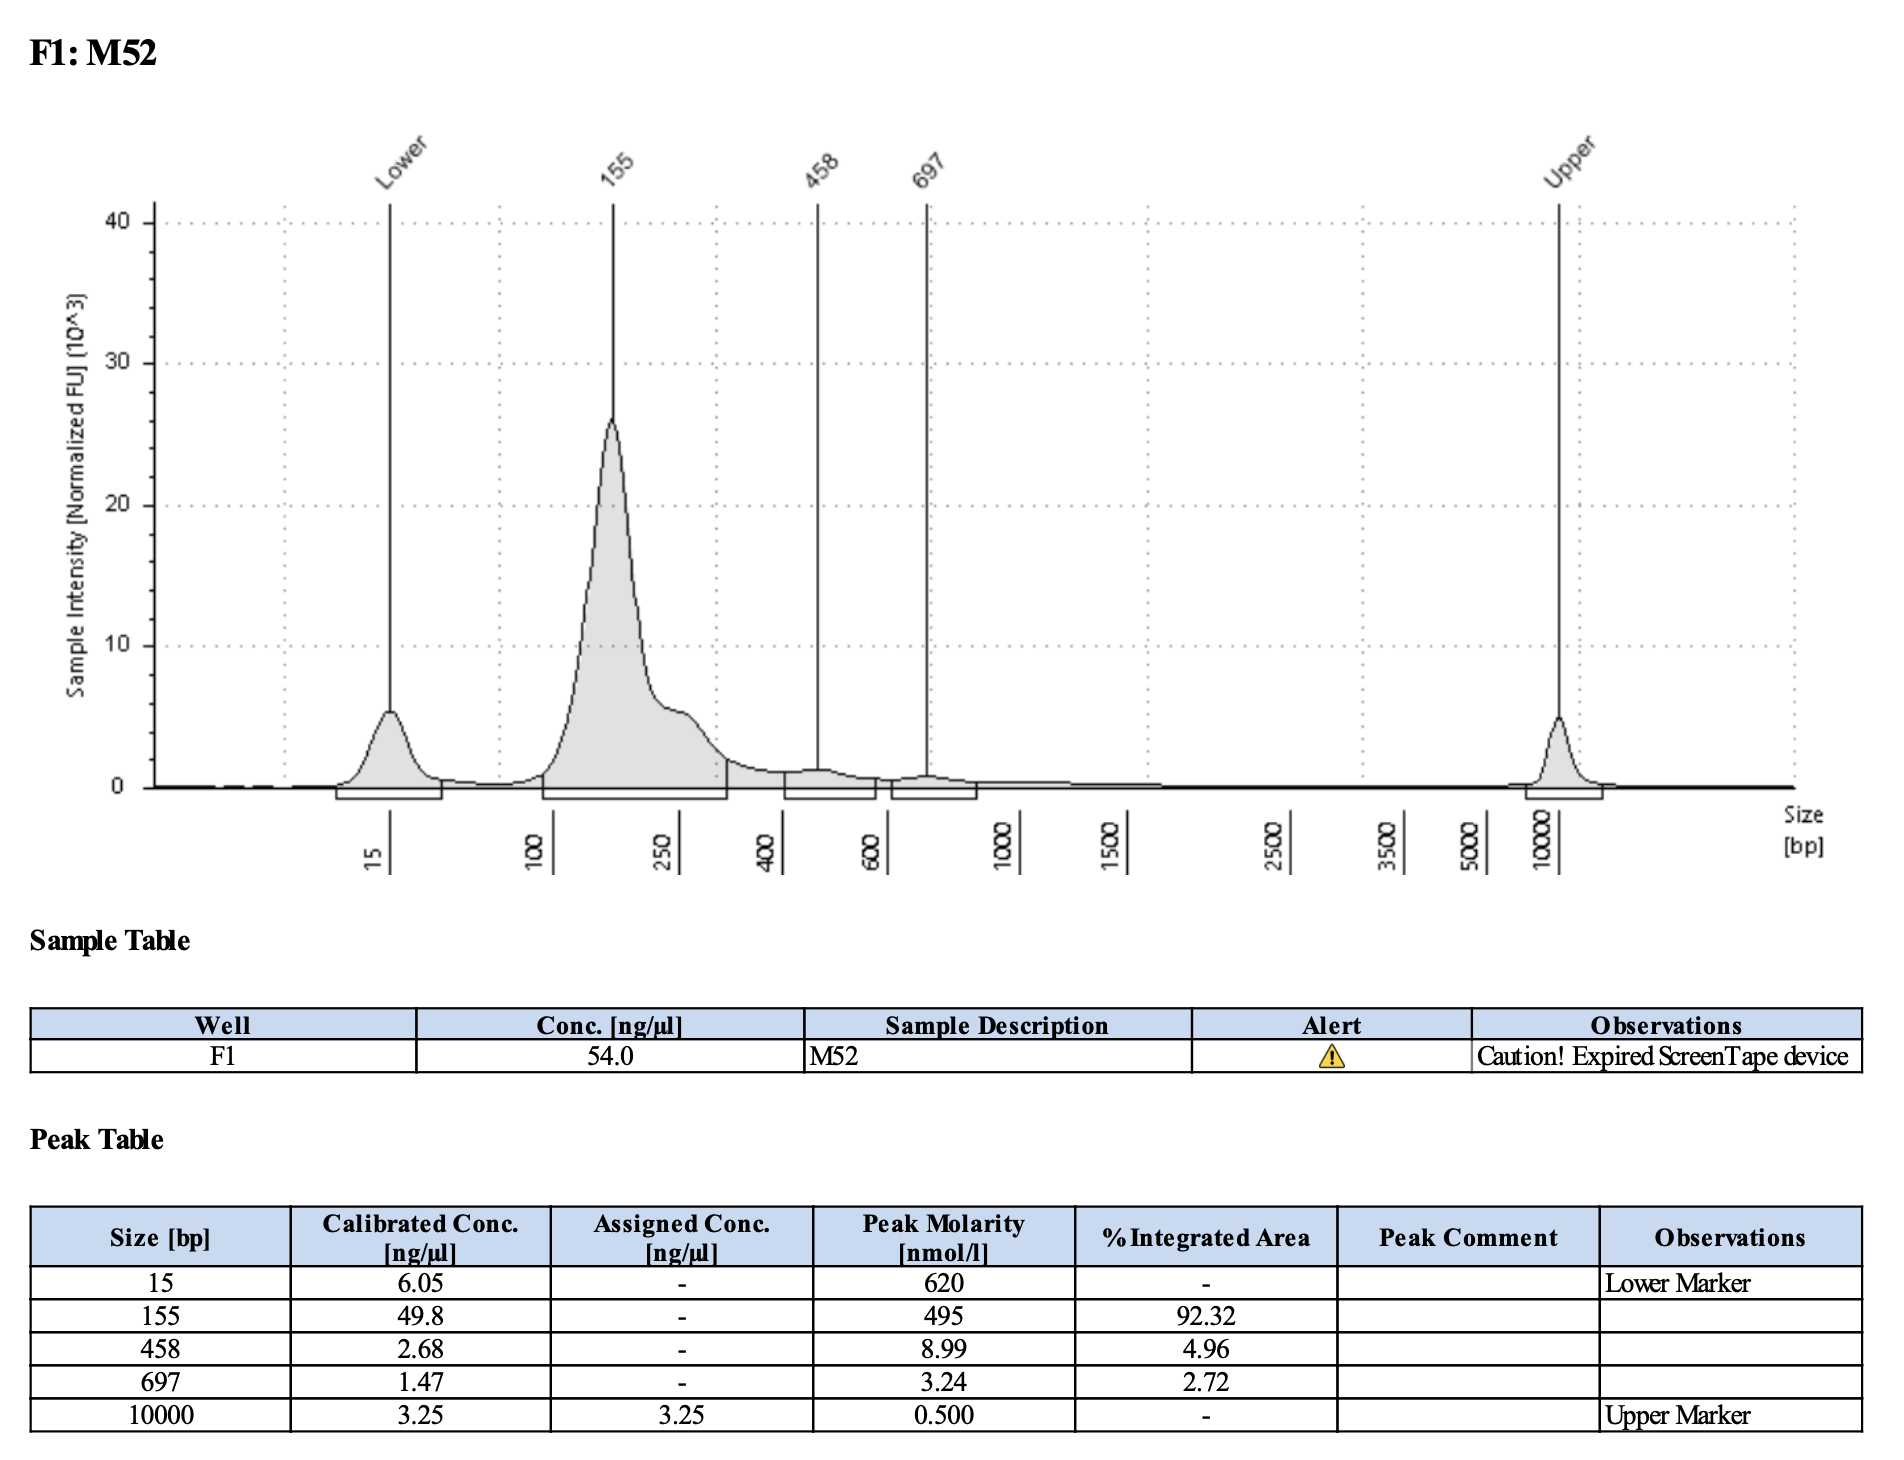 F1: M52
Lower 155 458 697 Upper
Sample Intensity [Normalized FU] (10^3)
40
30
20
10
0
15 100 250 400 600 1000 1500 2500 3500 5000 10000
Size
[bp]
Sample Table
Well Conc. [ng/µl] Sample Description Alert Observations
F1 54.0 M52 Caution! Expired ScreenTape device
Peak Table
Size [bp] Calibrated Conc. [ng/µl] Assigned Conc. [ng/µl] Peak Molarity [nmol/l] % Integrated Area Peak Comment Observations
15 6.05 - 620 - Lower Marker
155 49.8 - 495 92.32
458 2.68 - 8.99 4.96
697 1.47 - 3.24 2.72
10000 3.25 3.25 0.500 - Upper Marker